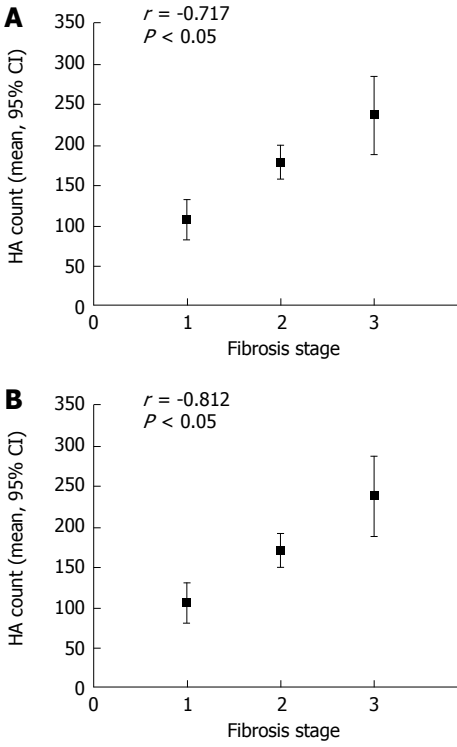 A
r = -0.717
P < 0.05
HA count (mean, 95% CI)
350
300
250
200
150
100
50
0
0 1 2 3
Fibrosis stage
B
r = -0.812
P < 0.05
HA count (mean, 95% CI)
350
300
250
200
150
100
50
0
0 1 2 3
Fibrosis stage